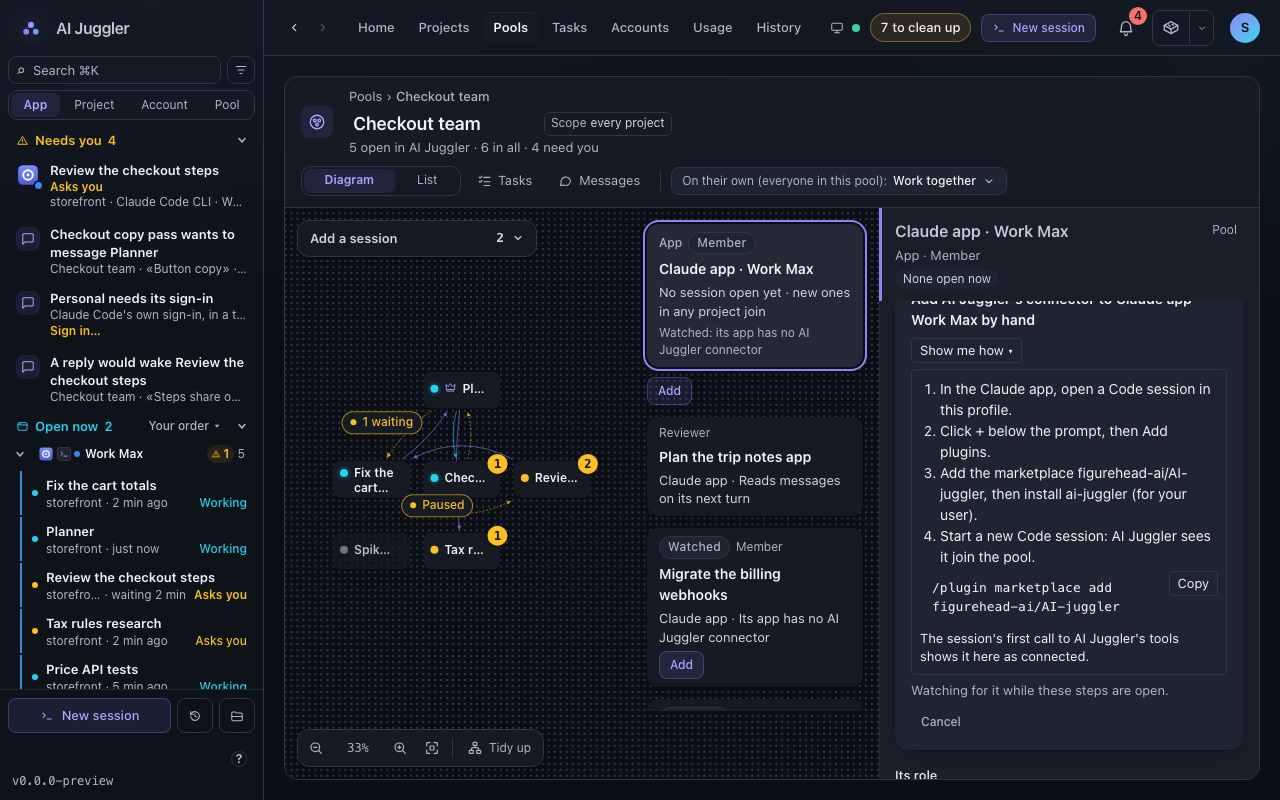 AI Juggler
Search ⌘K
App Project Account Pool
Needs you 4
Review the checkout steps
Asks you
storefront · Claude Code CLI · W...
Checkout copy pass wants to
message Planner
Checkout team · «Button copy» ·...
Personal needs its sign-in
Claude Code's own sign-in, in a t...
Sign in...
A reply would wake Review the
checkout steps
Checkout team · «Steps share o...
Open now 2 Your order
Work Max 1 5
Fix the cart totals
storefront · 2 min ago Working
Planner
storefront · just now Working
Review the checkout steps
storefro... · waiting 2 min Asks you
Tax rules research
storefront · 2 min ago Asks you
Price API tests
storefront · 5 min ago Working
New session
?
v0.0.0-preview
Home Projects Pools Tasks Accounts Usage History
7 to clean up
New session
4
S
Pools › Checkout team
Checkout team
Scope every project
5 open in AI Juggler · 6 in all · 4 need you
Diagram List Tasks Messages
On their own (everyone in this pool): Work together
Add a session 2
Pl...
1 waiting
Fix the
cart...
Chec... 1
Revie... 2
Paused
Spik...
Tax r... 1
33%
Tidy up
App Member
Claude app · Work Max
No session open yet · new ones
in any project join
Watched: its app has no AI
Juggler connector
Add
Reviewer
Plan the trip notes app
Claude app · Reads messages
on its next turn
Watched Member
Migrate the billing
webhooks
Claude app · Its app has no AI
Juggler connector
Add
Claude app · Work Max
Pool
App · Member
None open now
Add AI Juggler's connector to Claude app
Work Max by hand
Show me how
1. In the Claude app, open a Code session in
this profile.
2. Click + below the prompt, then Add
plugins.
3. Add the marketplace figurehead-ai/AI-
juggler, then install ai-juggler (for your
user).
4. Start a new Code session: AI Juggler sees
it join the pool.
/plugin marketplace add
figurehead-ai/AI-juggler
Copy
The session's first call to AI Juggler's tools
shows it here as connected.
Watching for it while these steps are open.
Cancel
Its role